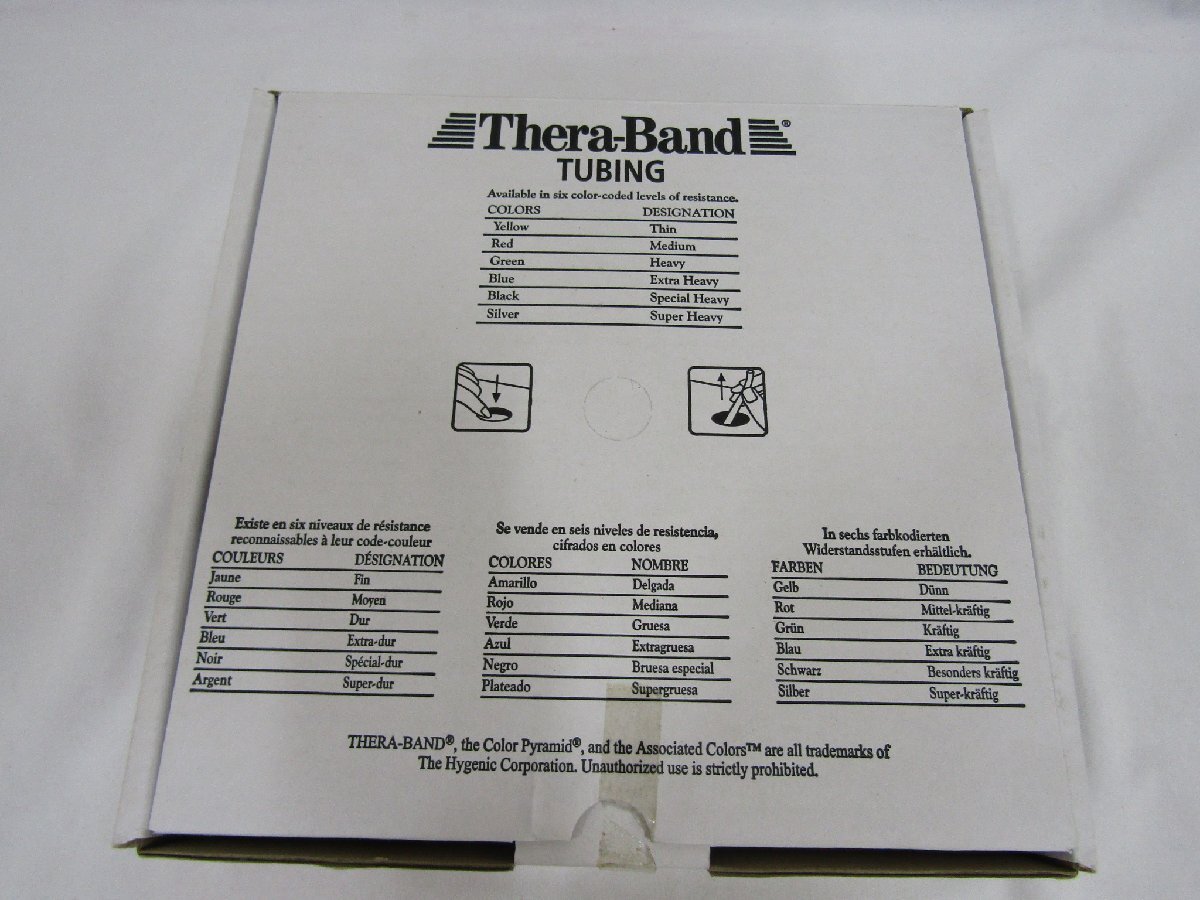 Thera-Band®
TUBING
Available in six color-coded levels of resistance.
COLORS DESIGNATION
Yellow Thin
Red Medium
Green Heavy
Blue Extra Heavy
Black Special Heavy
Silver Super Heavy
Existe en six niveaux de résistance
reconnaissables à leur code-couleur
COULEURS DÉSIGNATION
Jaune Fin
Rouge Moyen
Vert Dur
Bleu Extra-dur
Noir Spécial-dur
Argent Super-dur
Se vende en seis niveles de resistencia,
cifrados en colores
COLORES NOMBRE
Amarillo Delgada
Rojo Mediana
Verde Gruesa
Azul Extragruesa
Negro Bruesa especial
Plateado Supergruesa
In sechs farbkodierten
Widerstandsstufen erhältlich.
FARBEN BEDEUTUNG
Gelb Dünn
Rot Mittel-kräftig
Grün Kräftig
Blau Extra kräftig
Schwarz Besonders kräftig
Silber Super-kräftig
THERA-BAND®, the Color Pyramid®, and the Associated Colors™ are all trademarks of
The Hygenic Corporation. Unauthorized use is strictly prohibited.